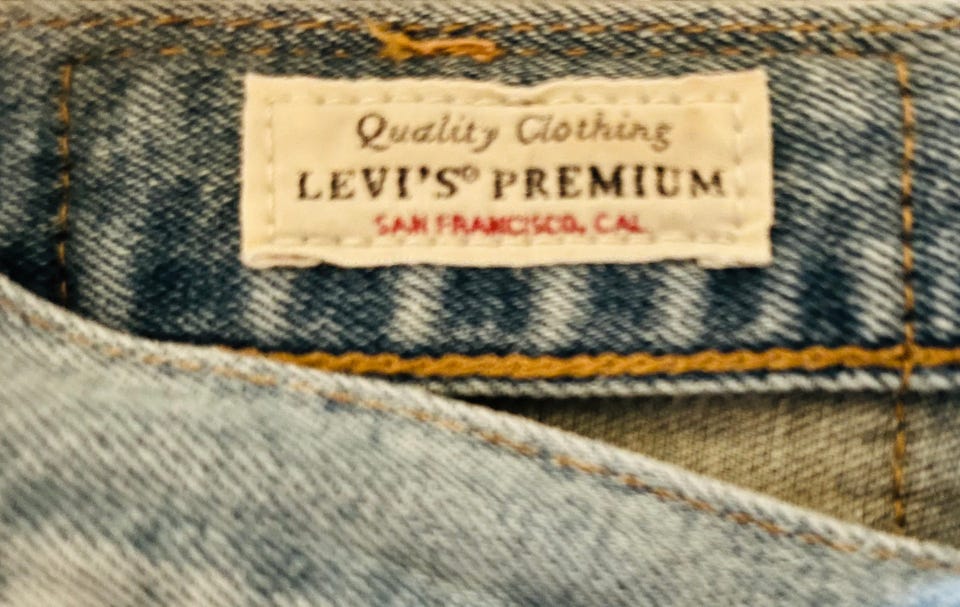 Quality Clothing
LEVI'S® PREMIUM
SAN FRANCISCO, CAL